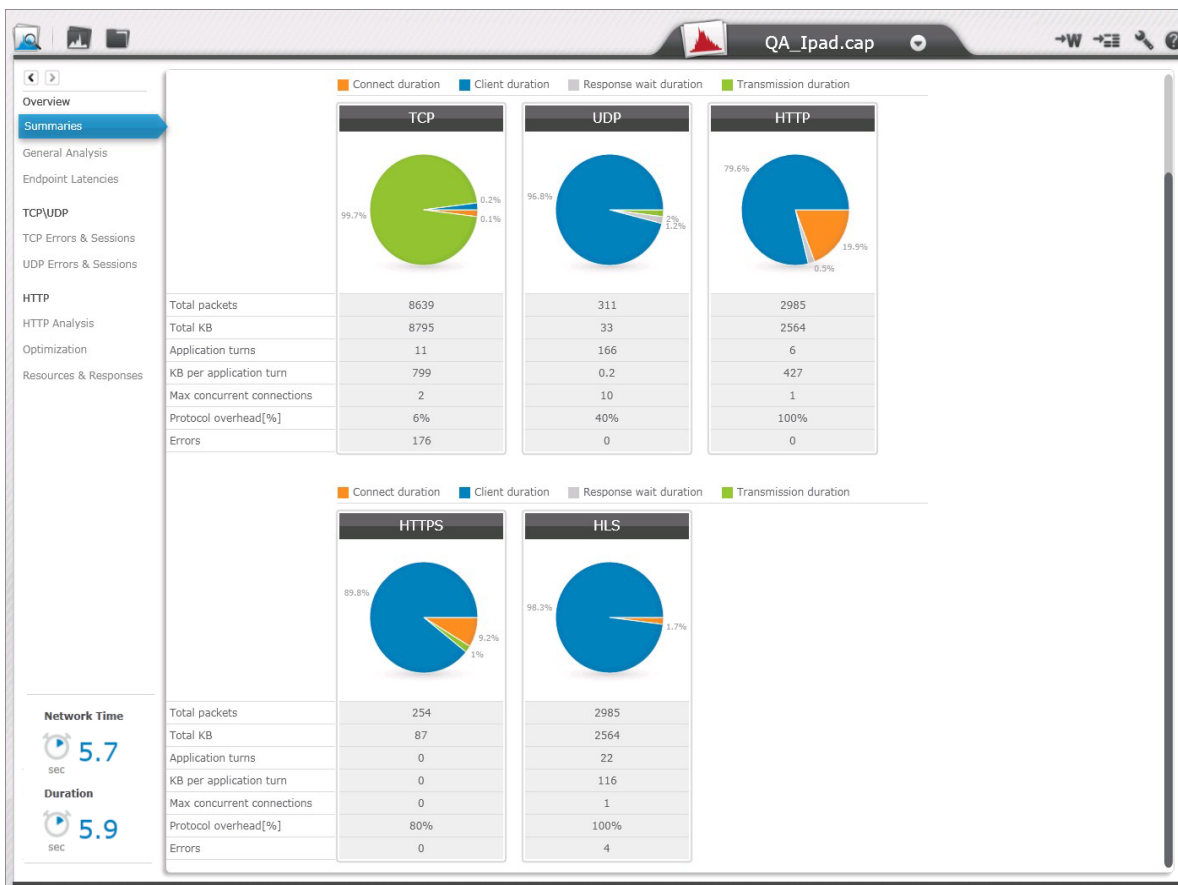 QA_Ipad.cap
→W
Overview
Summaries
General Analysis
Endpoint Latencies
TCP\UDP
TCP Errors & Sessions
UDP Errors & Sessions
HTTP
HTTP Analysis
Optimization
Resources & Responses
Network Time
5.7
sec
Duration
5.9
sec
Connect duration Client duration Response wait duration Transmission duration
TCP UDP HTTP
99.7% 0.2% 0.1%
96.8% 2% 1.2%
79.6% 19.9% 0.5%
Total packets 8639 311 2985
Total KB 8795 33 2564
Application turns 11 166 6
KB per application turn 799 0.2 427
Max concurrent connections 2 10 1
Protocol overhead[%] 6% 40% 100%
Errors 176 0 0
Connect duration Client duration Response wait duration Transmission duration
HTTPS HLS
89.8% 9.2% 1%
98.3% 1.7%
Total packets 254 2985
Total KB 87 2564
Application turns 0 22
KB per application turn 0 116
Max concurrent connections 0 1
Protocol overhead[%] 80% 100%
Errors 0 4